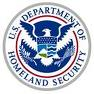 U.S. DEPARTMENT OF
HOMELAND SECURITY